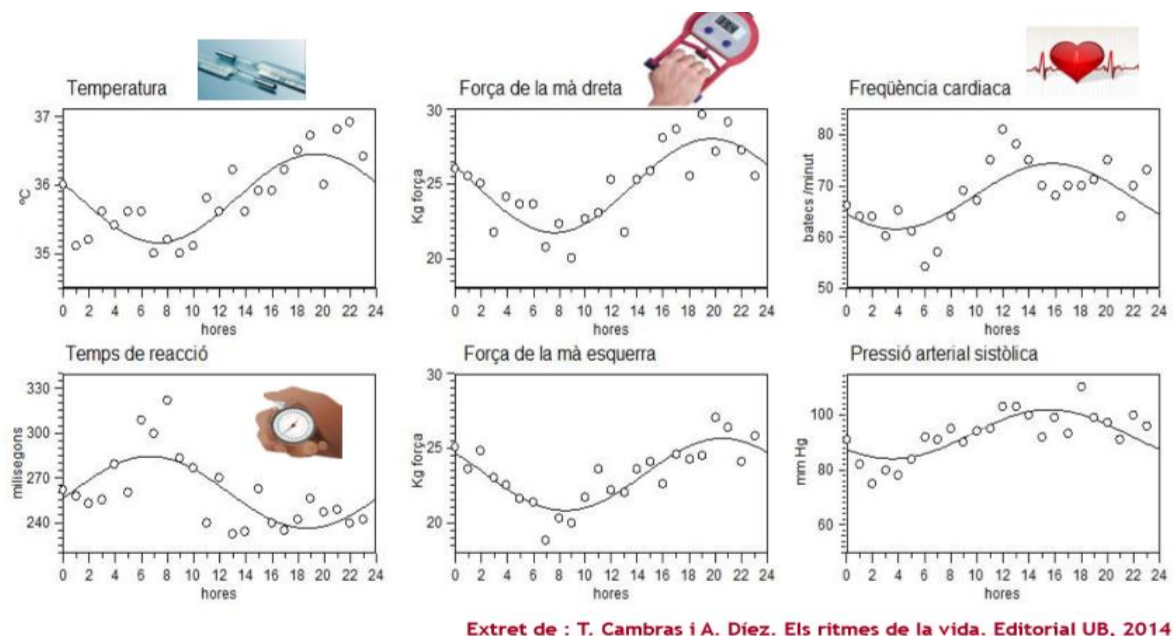 Temperatura
37
36
35
ºC
0 2 4 6 8 10 12 14 16 18 20 22 24
hores
Força de la mà dreta
30
25
20
Kg força
0 2 4 6 8 10 12 14 16 18 20 22 24
hores
Freqüència cardiaca
80
70
60
50
batecs /minut
0 2 4 6 8 10 12 14 16 18 20 22 24
hores
Temps de reacció
330
300
270
240
milisegons
0 2 4 6 8 10 12 14 16 18 20 22 24
hores
Força de la mà esquerra
30
25
20
Kg força
0 2 4 6 8 10 12 14 16 18 20 22 24
hores
Pressió arterial sistòlica
100
80
60
mm Hg
0 2 4 6 8 10 12 14 16 18 20 22 24
hores
Extret de : T. Cambras i A. Díez. Els ritmes de la vida. Editorial UB, 2014